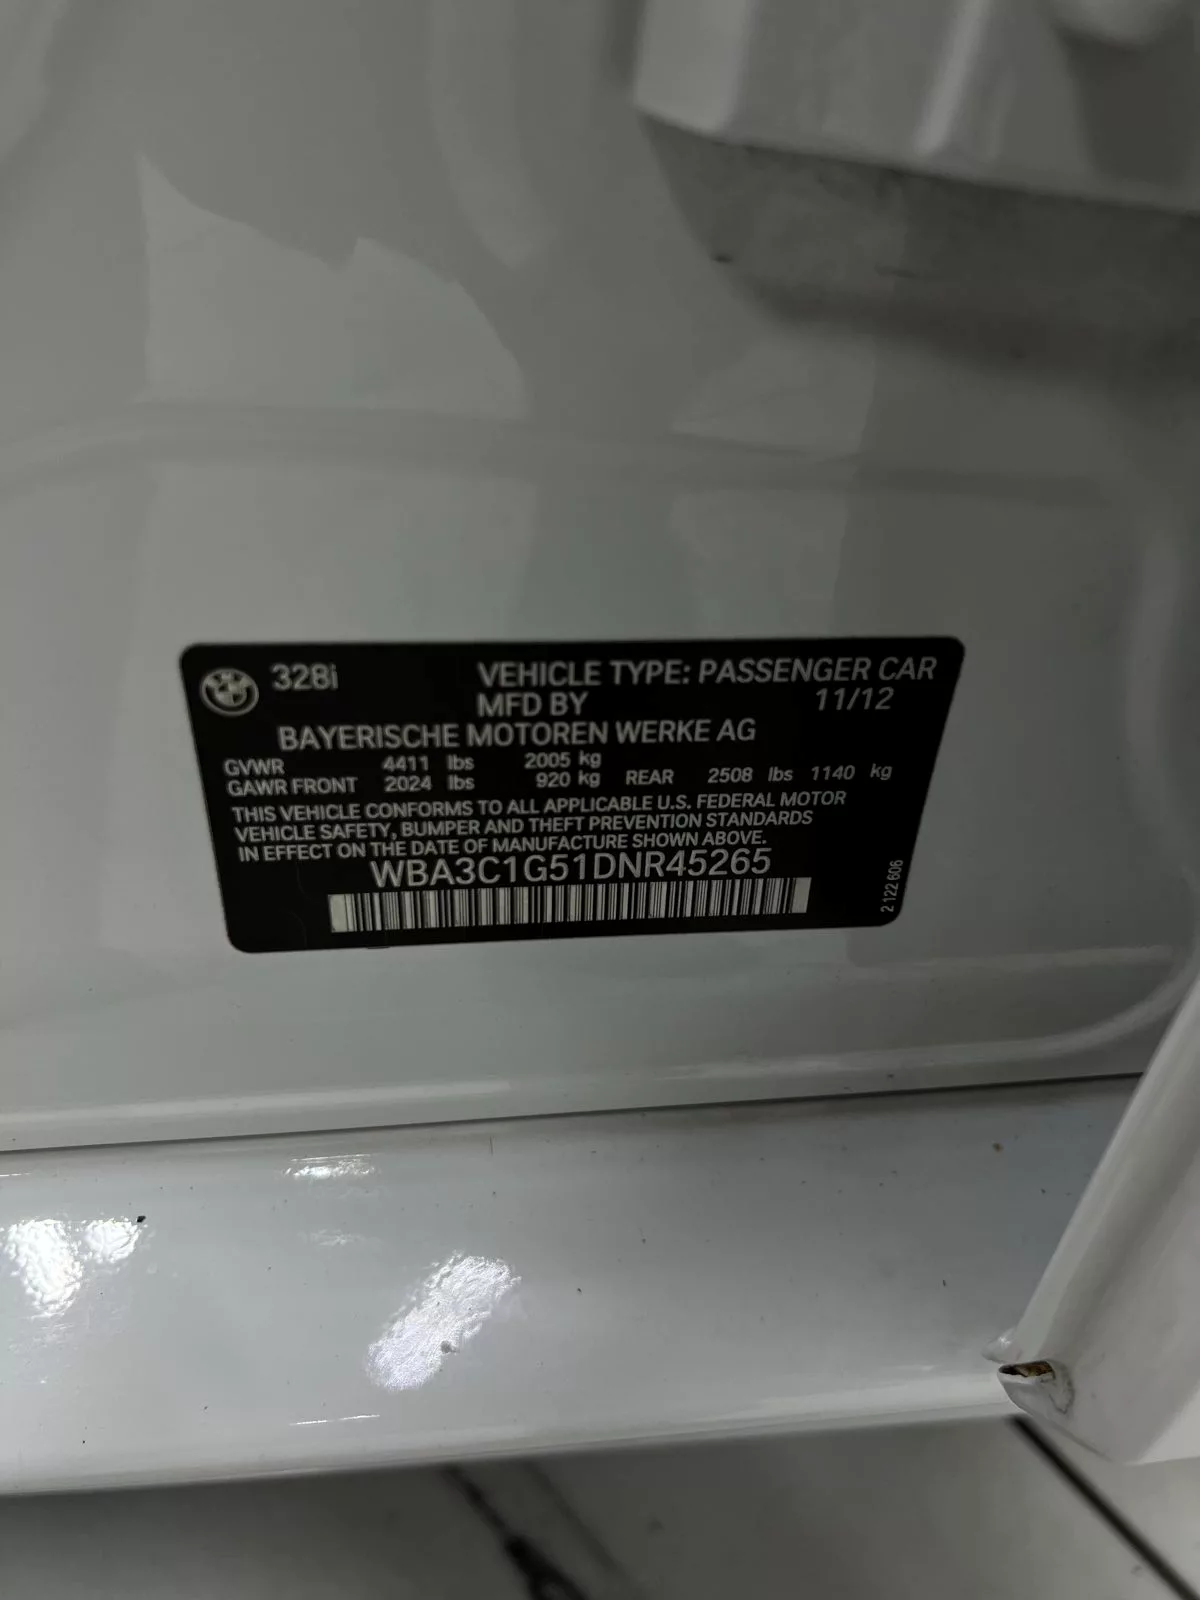 328i VEHICLE TYPE: PASSENGER CAR
MFD BY 11/12
BAYERISCHE MOTOREN WERKE AG
GVWR 4411 lbs 2005 kg
GAWR FRONT 2024 lbs 920 kg REAR 2508 lbs 1140 kg
THIS VEHICLE CONFORMS TO ALL APPLICABLE U.S. FEDERAL MOTOR
VEHICLE SAFETY, BUMPER AND THEFT PREVENTION STANDARDS
IN EFFECT ON THE DATE OF MANUFACTURE SHOWN ABOVE.
WBA3C1G51DNR45265
2 122 606